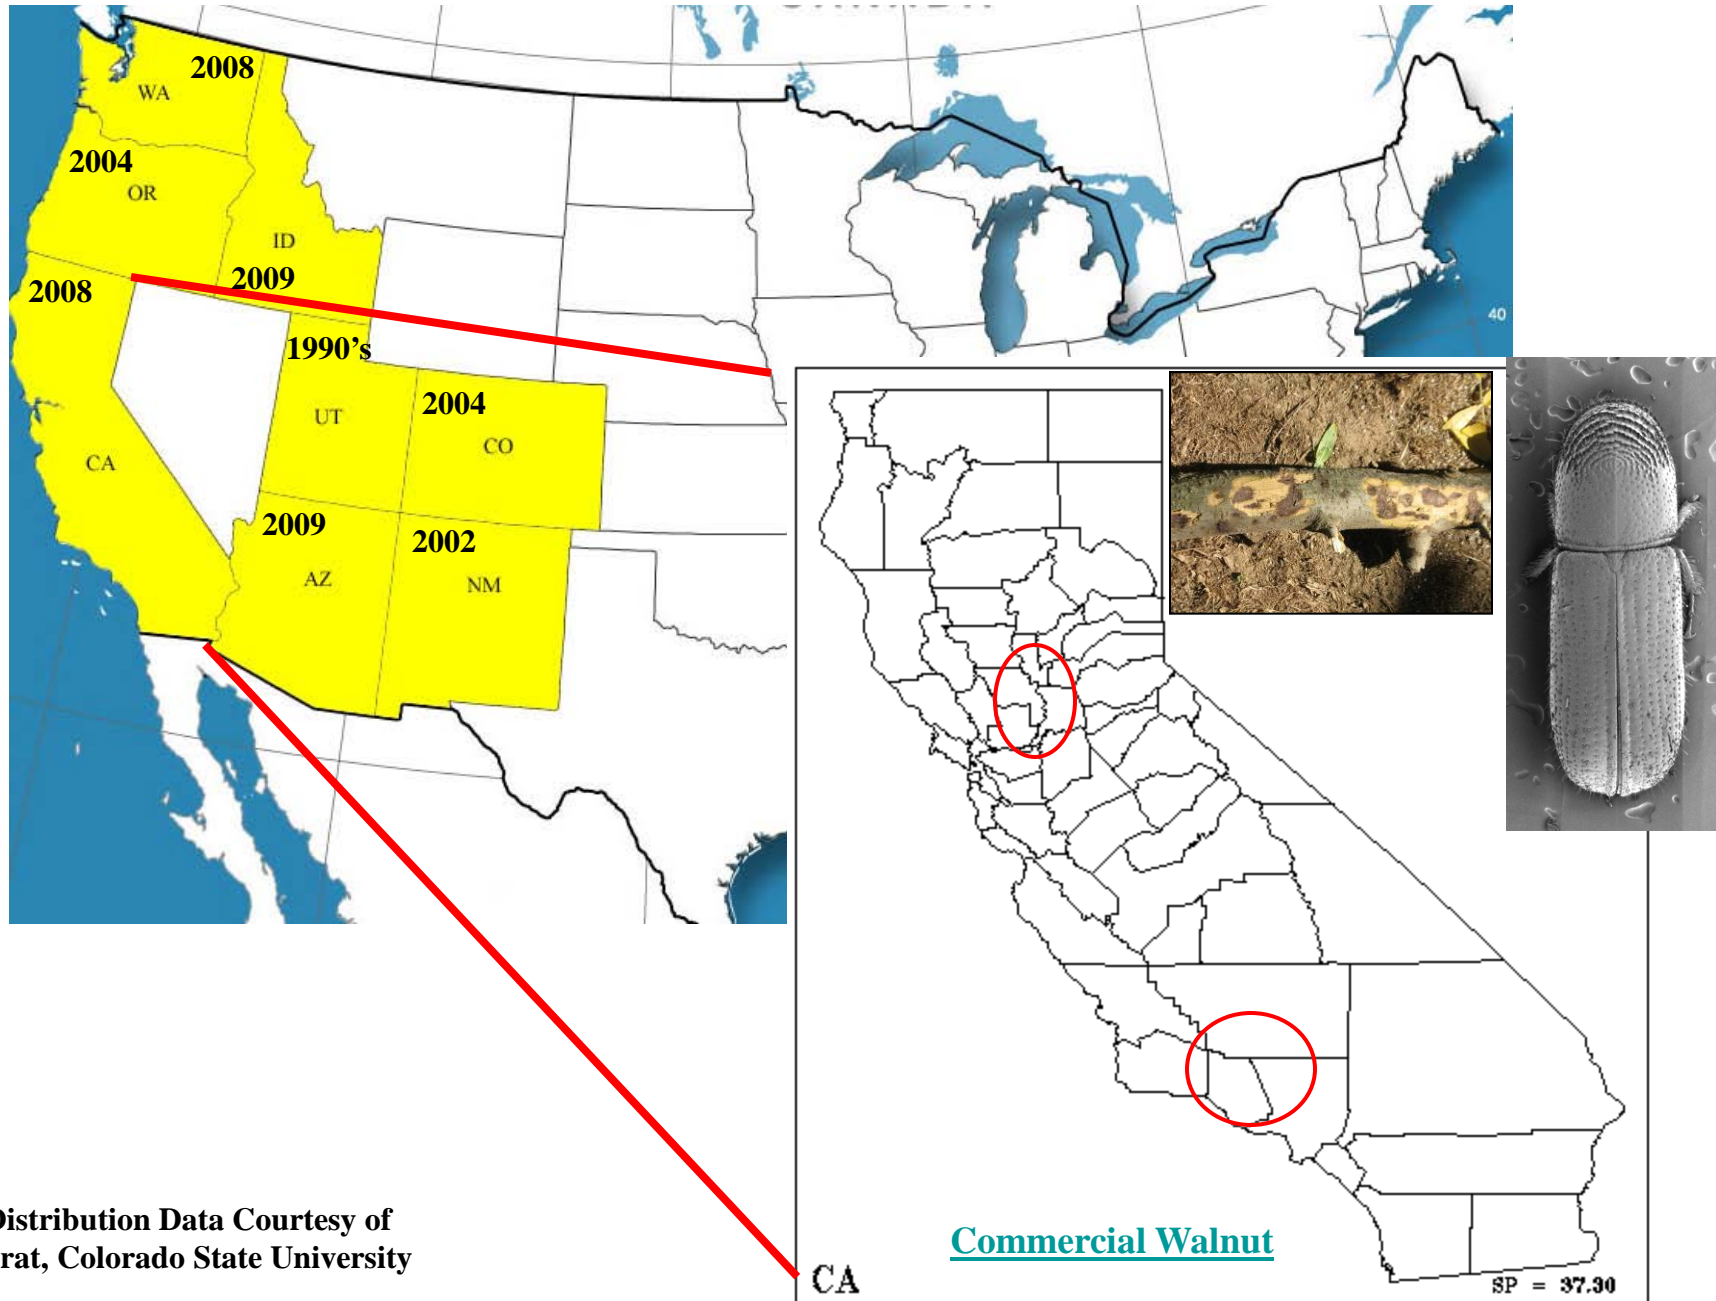 2008
WA
2004
OR
ID
2009
2008
40
1990's
UT
2004
CO
CA
2009
AZ
2002
NM
Distribution Data Courtesy of
rat, Colorado State University
Commercial Walnut
CA
SP = 37.30